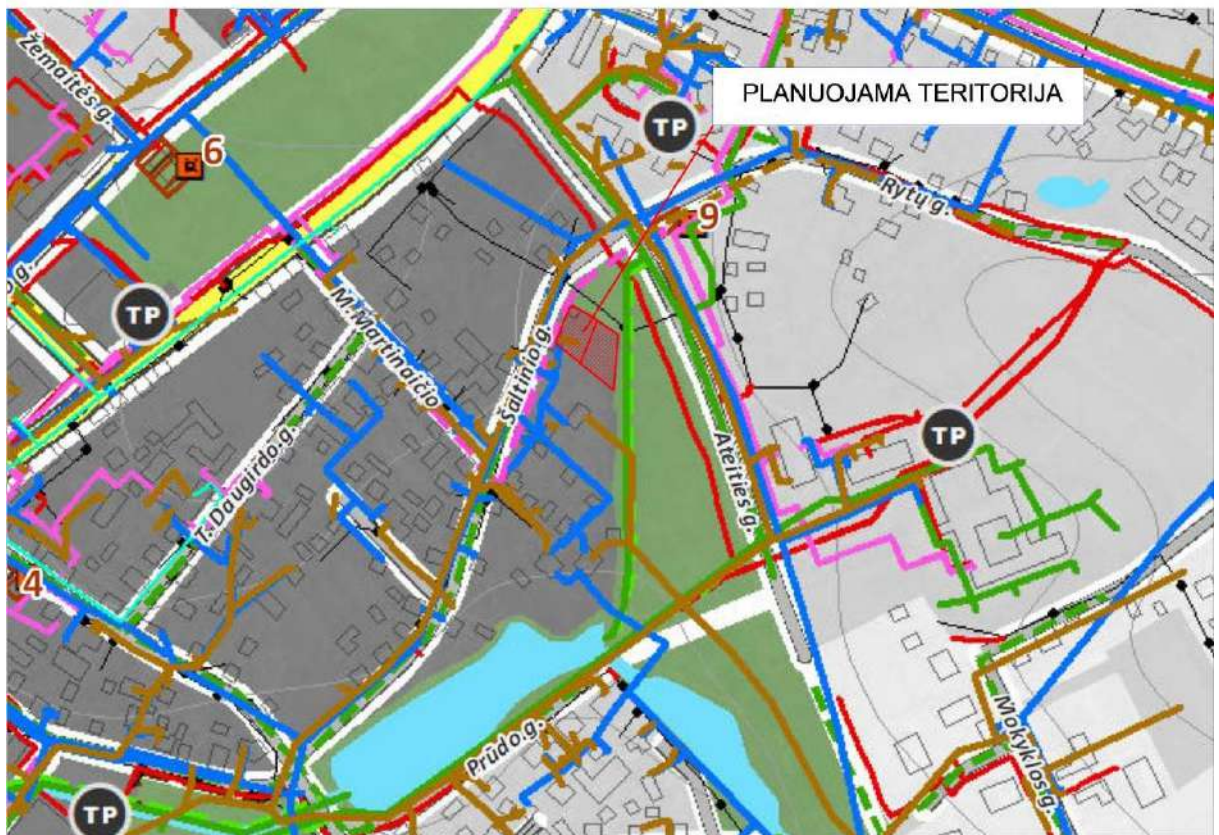 Žemaitės g.
6
TP
PLANUOJAMA TERITORIJA
Rytų g.
9
o g.
TP
M. Martinaičio
Šaltinio g.
T. Daugirdo g.
Ateities g.
TP
4
Prūdo g.
Mokyklos g.
TP